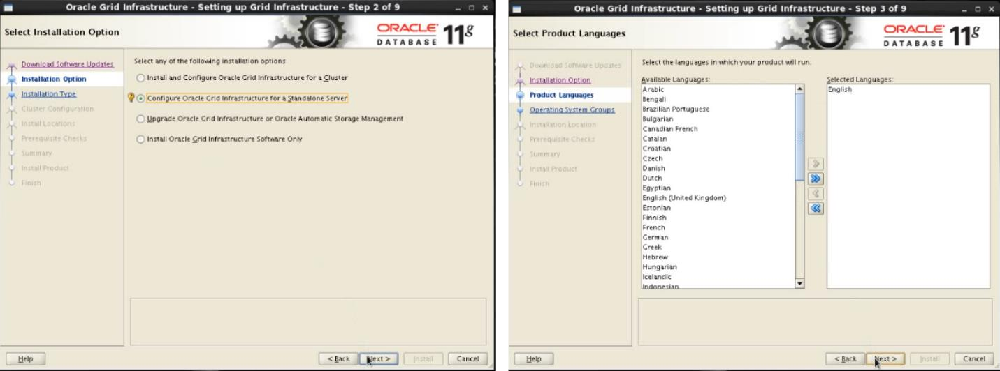 Oracle Grid Infrastructure - Setting up Grid Infrastructure - Step 2 of 9
Select Installation Option
ORACLE
DATABASE
11g
Download Software Updates
Installation Option
Installation Type
Cluster Configuration
Install Locations
Prerequisite Checks
Summary
Install Product
Finish
Select any of the following installation options
Install and Configure Oracle Grid Infrastructure for a Cluster
Configure Oracle Grid Infrastructure for a Standalone Server
Upgrade Oracle Grid Infrastructure or Oracle Automatic Storage Management
Install Oracle Grid Infrastructure Software Only
Help
< Back
Next >
Install
Cancel
Oracle Grid Infrastructure - Setting up Grid Infrastructure - Step 3 of 9
Select Product Languages
ORACLE
DATABASE
11g
Download Software Updates
Installation Option
Product Languages
Operating System Groups
Installation Location
Prerequisite Checks
Summary
Install Product
Finish
Select the languages in which your product will run.
Available Languages:
Arabic
Bengali
Brazilian Portuguese
Bulgarian
Canadian French
Catalan
Croatian
Czech
Danish
Dutch
Egyptian
English (United Kingdom)
Estonian
Finnish
French
German
Greek
Hebrew
Hungarian
Icelandic
Indonesian
Selected Languages:
English
Help
< Back
Next >
Install
Cancel